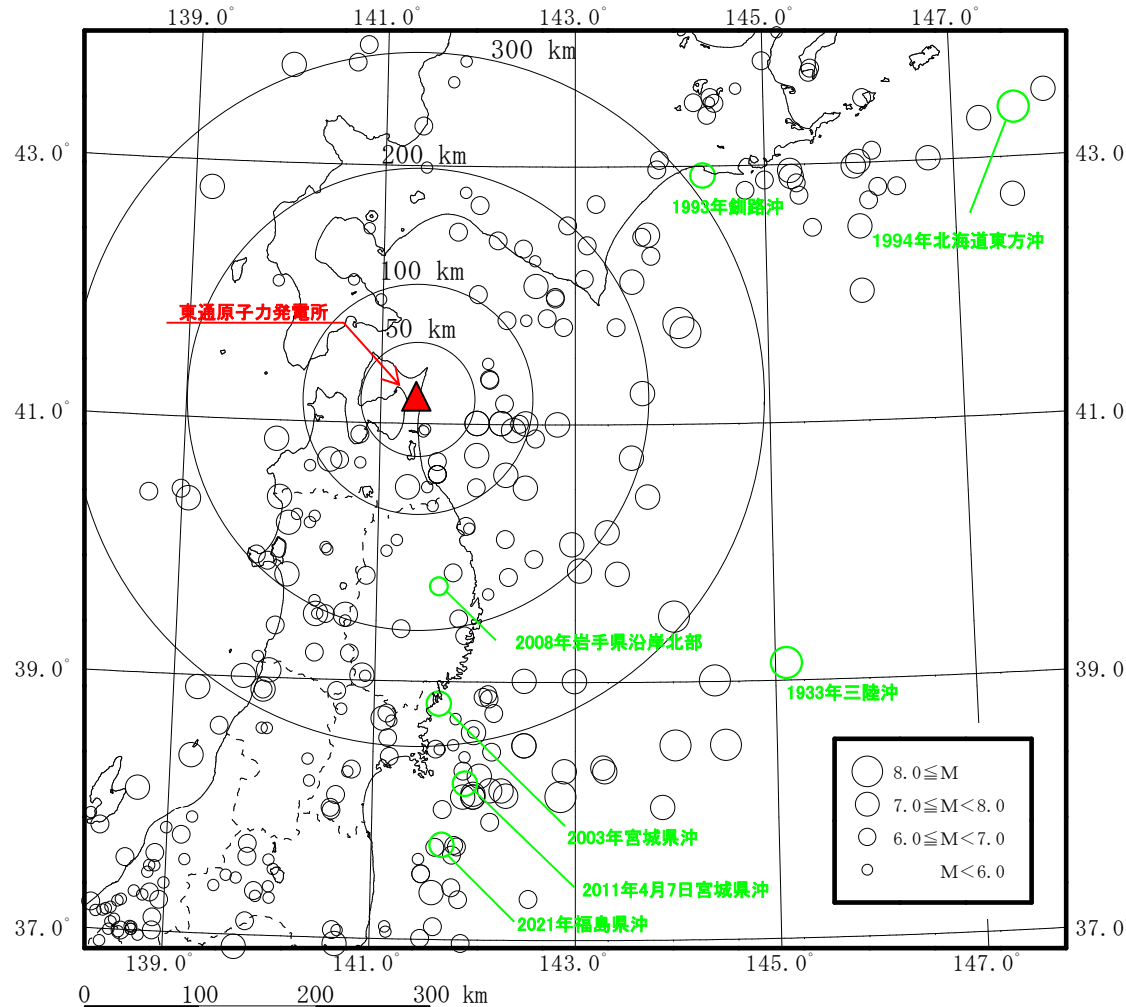 139.0° 141.0° 143.0° 145.0° 147.0°
300 km
43.0° 43.0°
200 km
1993年釧路沖
1994年北海道東方沖
100 km
東通原子力発電所
50 km
41.0° 41.0°
2008年岩手県沿岸北部
39.0° 39.0°
1933年三陸沖
8.0≦M
7.0≦M<8.0
6.0≦M<7.0
M<6.0
2003年宮城県沖
2011年4月7日宮城県沖
2021年福島県沖
37.0° 37.0°
139.0° 141.0° 143.0° 145.0° 147.0°
0 100 200 300 km